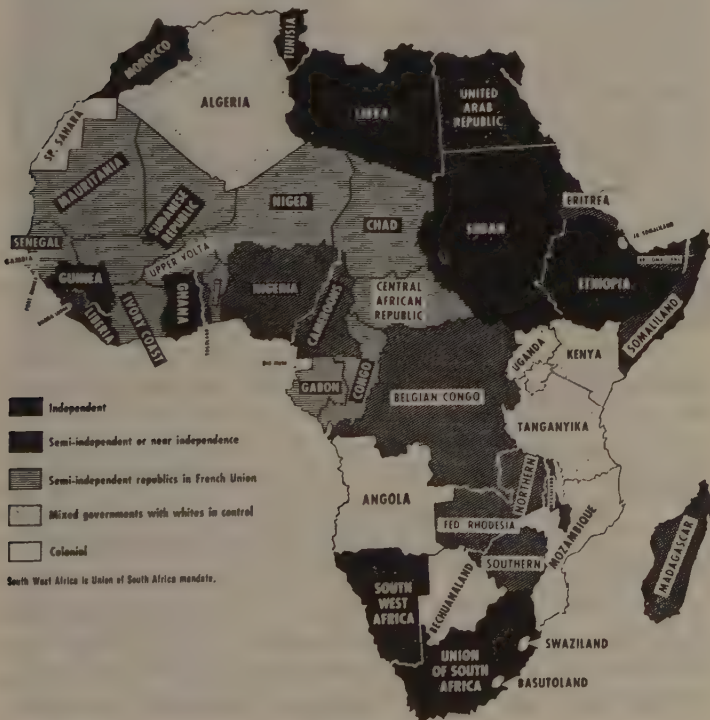 TUNISIA
MOROCCO
ALGERIA
LIBYA
UNITED
ARAB
REPUBLIC
SP. SAHARA
MAURITANIA
SUDANESE
REPUBLIC
NIGER
CHAD
SUDAN
ERITREA
SENEGAL
GAMBIA
UPPER VOLTA
GUINEA
NIGERIA
CENTRAL
AFRICAN
REPUBLIC
ETHIOPIA
SOMALILAND
LIBERIA
IVORY COAST
GHANA
TOGOLAND
CAMEROONS
UGANDA
KENYA
GABON
CONGO
BELGIAN CONGO
TANGANYIKA
Independent
Semi-independent or near independence
Semi-independent republics in French Union
Mixed governments with whites in control
Colonial
South West Africa is Union of South Africa mandate.
ANGOLA
NORTHERN
FED RHODESIA
SOUTHERN
MOZAMBIQUE
MADAGASCAR
SOUTH
WEST
AFRICA
BECHUANALAND
UNION
OF SOUTH
AFRICA
SWAZILAND
BASUTOLAND